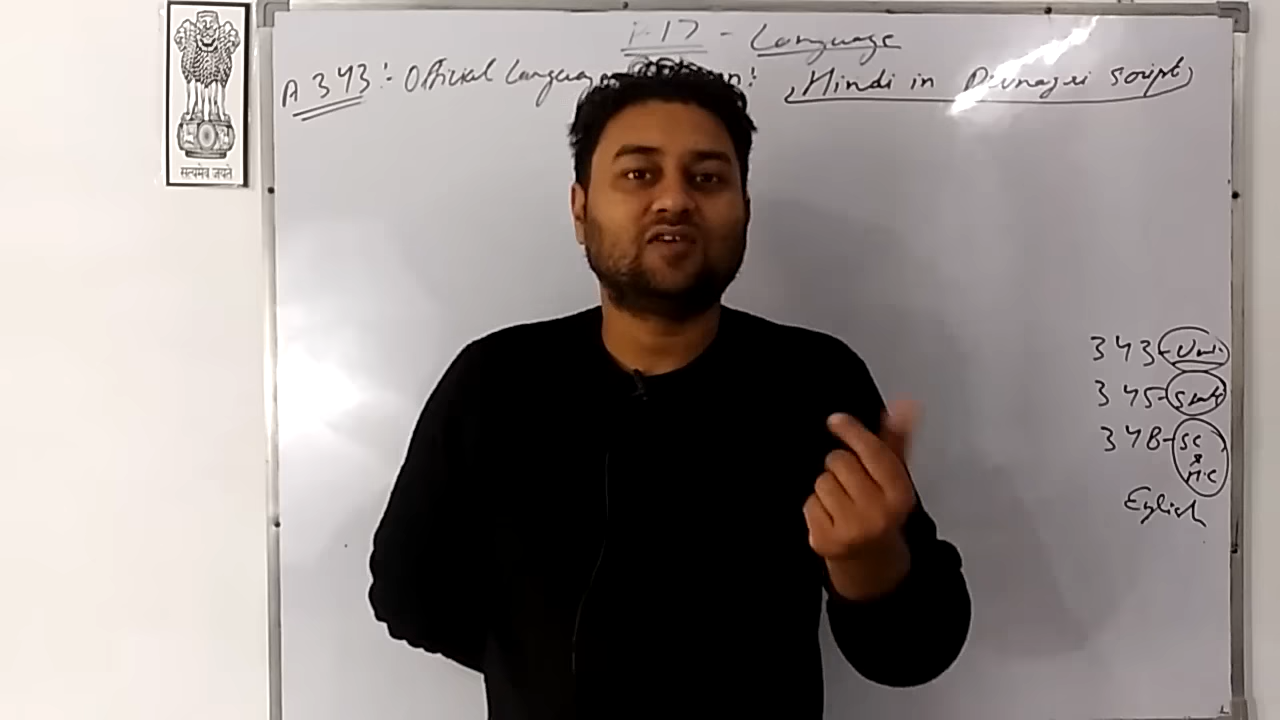 सत्यमेव जयते
P-17 - Language
A 343 :- Official Language : Hindi in Devnagri script
343 - Uni
345 - State
348 - SC
& HC
English